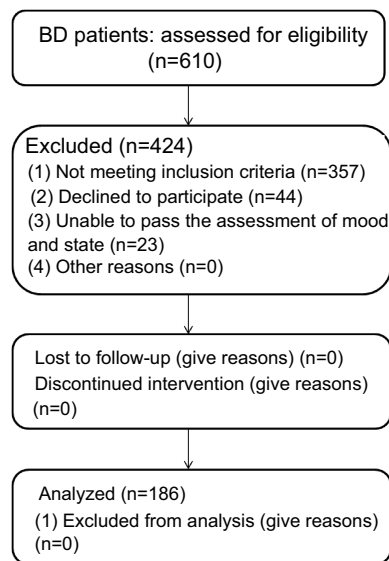 BD patients: assessed for eligibility
(n=610)
Excluded (n=424)
(1) Not meeting inclusion criteria (n=357)
(2) Declined to participate (n=44)
(3) Unable to pass the assessment of mood
and state (n=23)
(4) Other reasons (n=0)
Lost to follow-up (give reasons) (n=0)
Discontinued intervention (give reasons)
(n=0)
Analyzed (n=186)
(1) Excluded from analysis (give reasons)
(n=0)